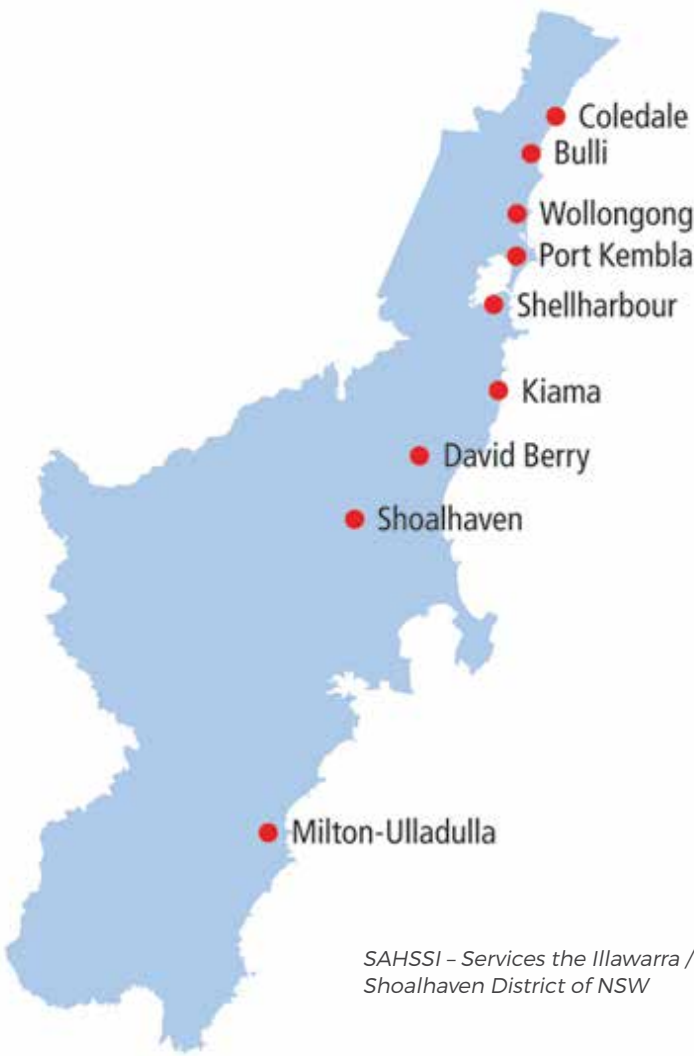 Coledale
Bulli
Wollongong
Port Kembla
Shellharbour
Kiama
David Berry
Shoalhaven
Milton-Ulladulla
SAHSSI – Services the Illawarra /
Shoalhaven District of NSW